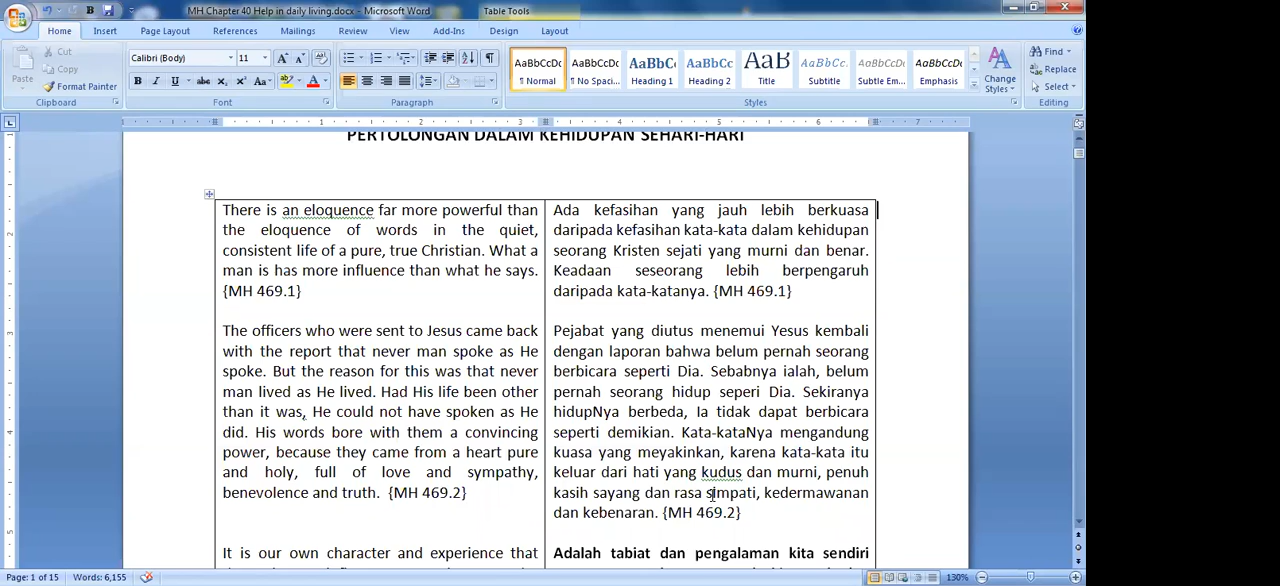 MH Chapter 40 Help in daily living.docx - Microsoft Word
Table Tools
Home
Insert
Page Layout
References
Mailings
Review
View
Add-Ins
Design
Layout
Paste
Cut
Copy
Format Painter
Clipboard
Calibri (Body)
11
Font
Paragraph
AaBbCcDc
¶ Normal
AaBbCcDc
¶ No Spaci...
AaBbC
Heading 1
AaBbCc
Heading 2
AaB
Title
AaBbCc.
Subtitle
AaBbCcDc
Subtle Em...
AaBbCcDc
Emphasis
Change
Styles
Styles
Find
Replace
Select
Editing
PERTOLONGAN DALAM KEHIDUPAN SEHARI-HARI
There is an eloquence far more powerful than
the eloquence of words in the quiet,
consistent life of a pure, true Christian. What a
man is has more influence than what he says.
{MH 469.1}
The officers who were sent to Jesus came back
with the report that never man spoke as He
spoke. But the reason for this was that never
man lived as He lived. Had His life been other
than it was, He could not have spoken as He
did. His words bore with them a convincing
power, because they came from a heart pure
and holy, full of love and sympathy,
benevolence and truth. {MH 469.2}
It is our own character and experience that
Ada kefasihan yang jauh lebih berkuasa
daripada kefasihan kata-kata dalam kehidupan
seorang Kristen sejati yang murni dan benar.
Keadaan seseorang lebih berpengaruh
daripada kata-katanya. {MH 469.1}
Pejabat yang diutus menemui Yesus kembali
dengan laporan bahwa belum pernah seorang
berbicara seperti Dia. Sebabnya ialah, belum
pernah seorang hidup seperi Dia. Sekiranya
hidupNya berbeda, Ia tidak dapat berbicara
seperti demikian. Kata-kataNya mengandung
kuasa yang meyakinkan, karena kata-kata itu
keluar dari hati yang kudus dan murni, penuh
kasih sayang dan rasa simpati, kedermawanan
dan kebenaran. {MH 469.2}
Adalah tabiat dan pengalaman kita sendiri
Page: 1 of 15
Words: 6,155
130%